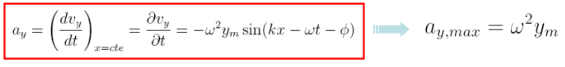 a_y = (dv_y/dt)_{x=cte} = ∂v_y/∂t = −ω²y_m sin(kx − ωt − ϕ)
a_{y,max} = ω²y_m